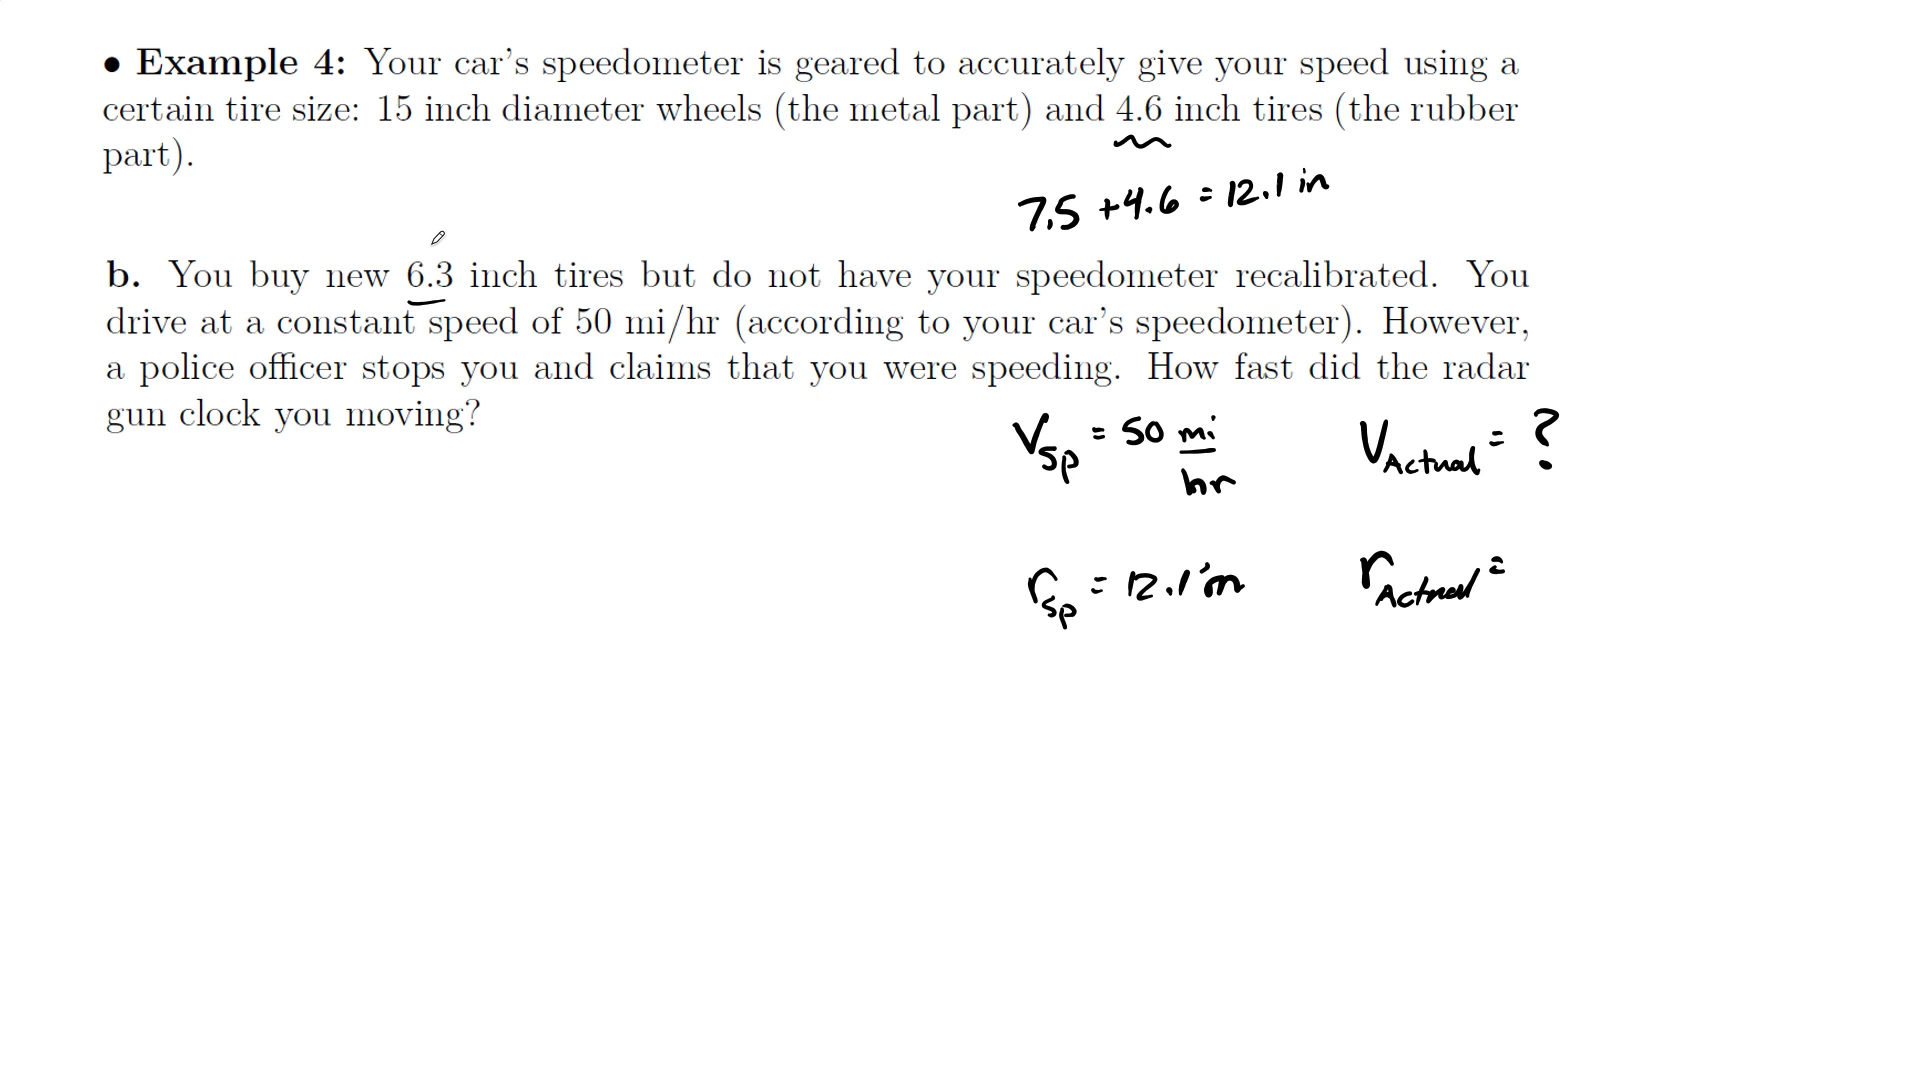 • Example 4: Your car's speedometer is geared to accurately give your speed using a
certain tire size: 15 inch diameter wheels (the metal part) and 4.6 inch tires (the rubber
part).
7.5 + 4.6 = 12.1 in
b. You buy new 6.3 inch tires but do not have your speedometer recalibrated. You
drive at a constant speed of 50 mi/hr (according to your car's speedometer). However,
a police officer stops you and claims that you were speeding. How fast did the radar
gun clock you moving?
V_sp = 50 mi/hr V_Actual = ?
r_sp = 12.1 in r_Actual =